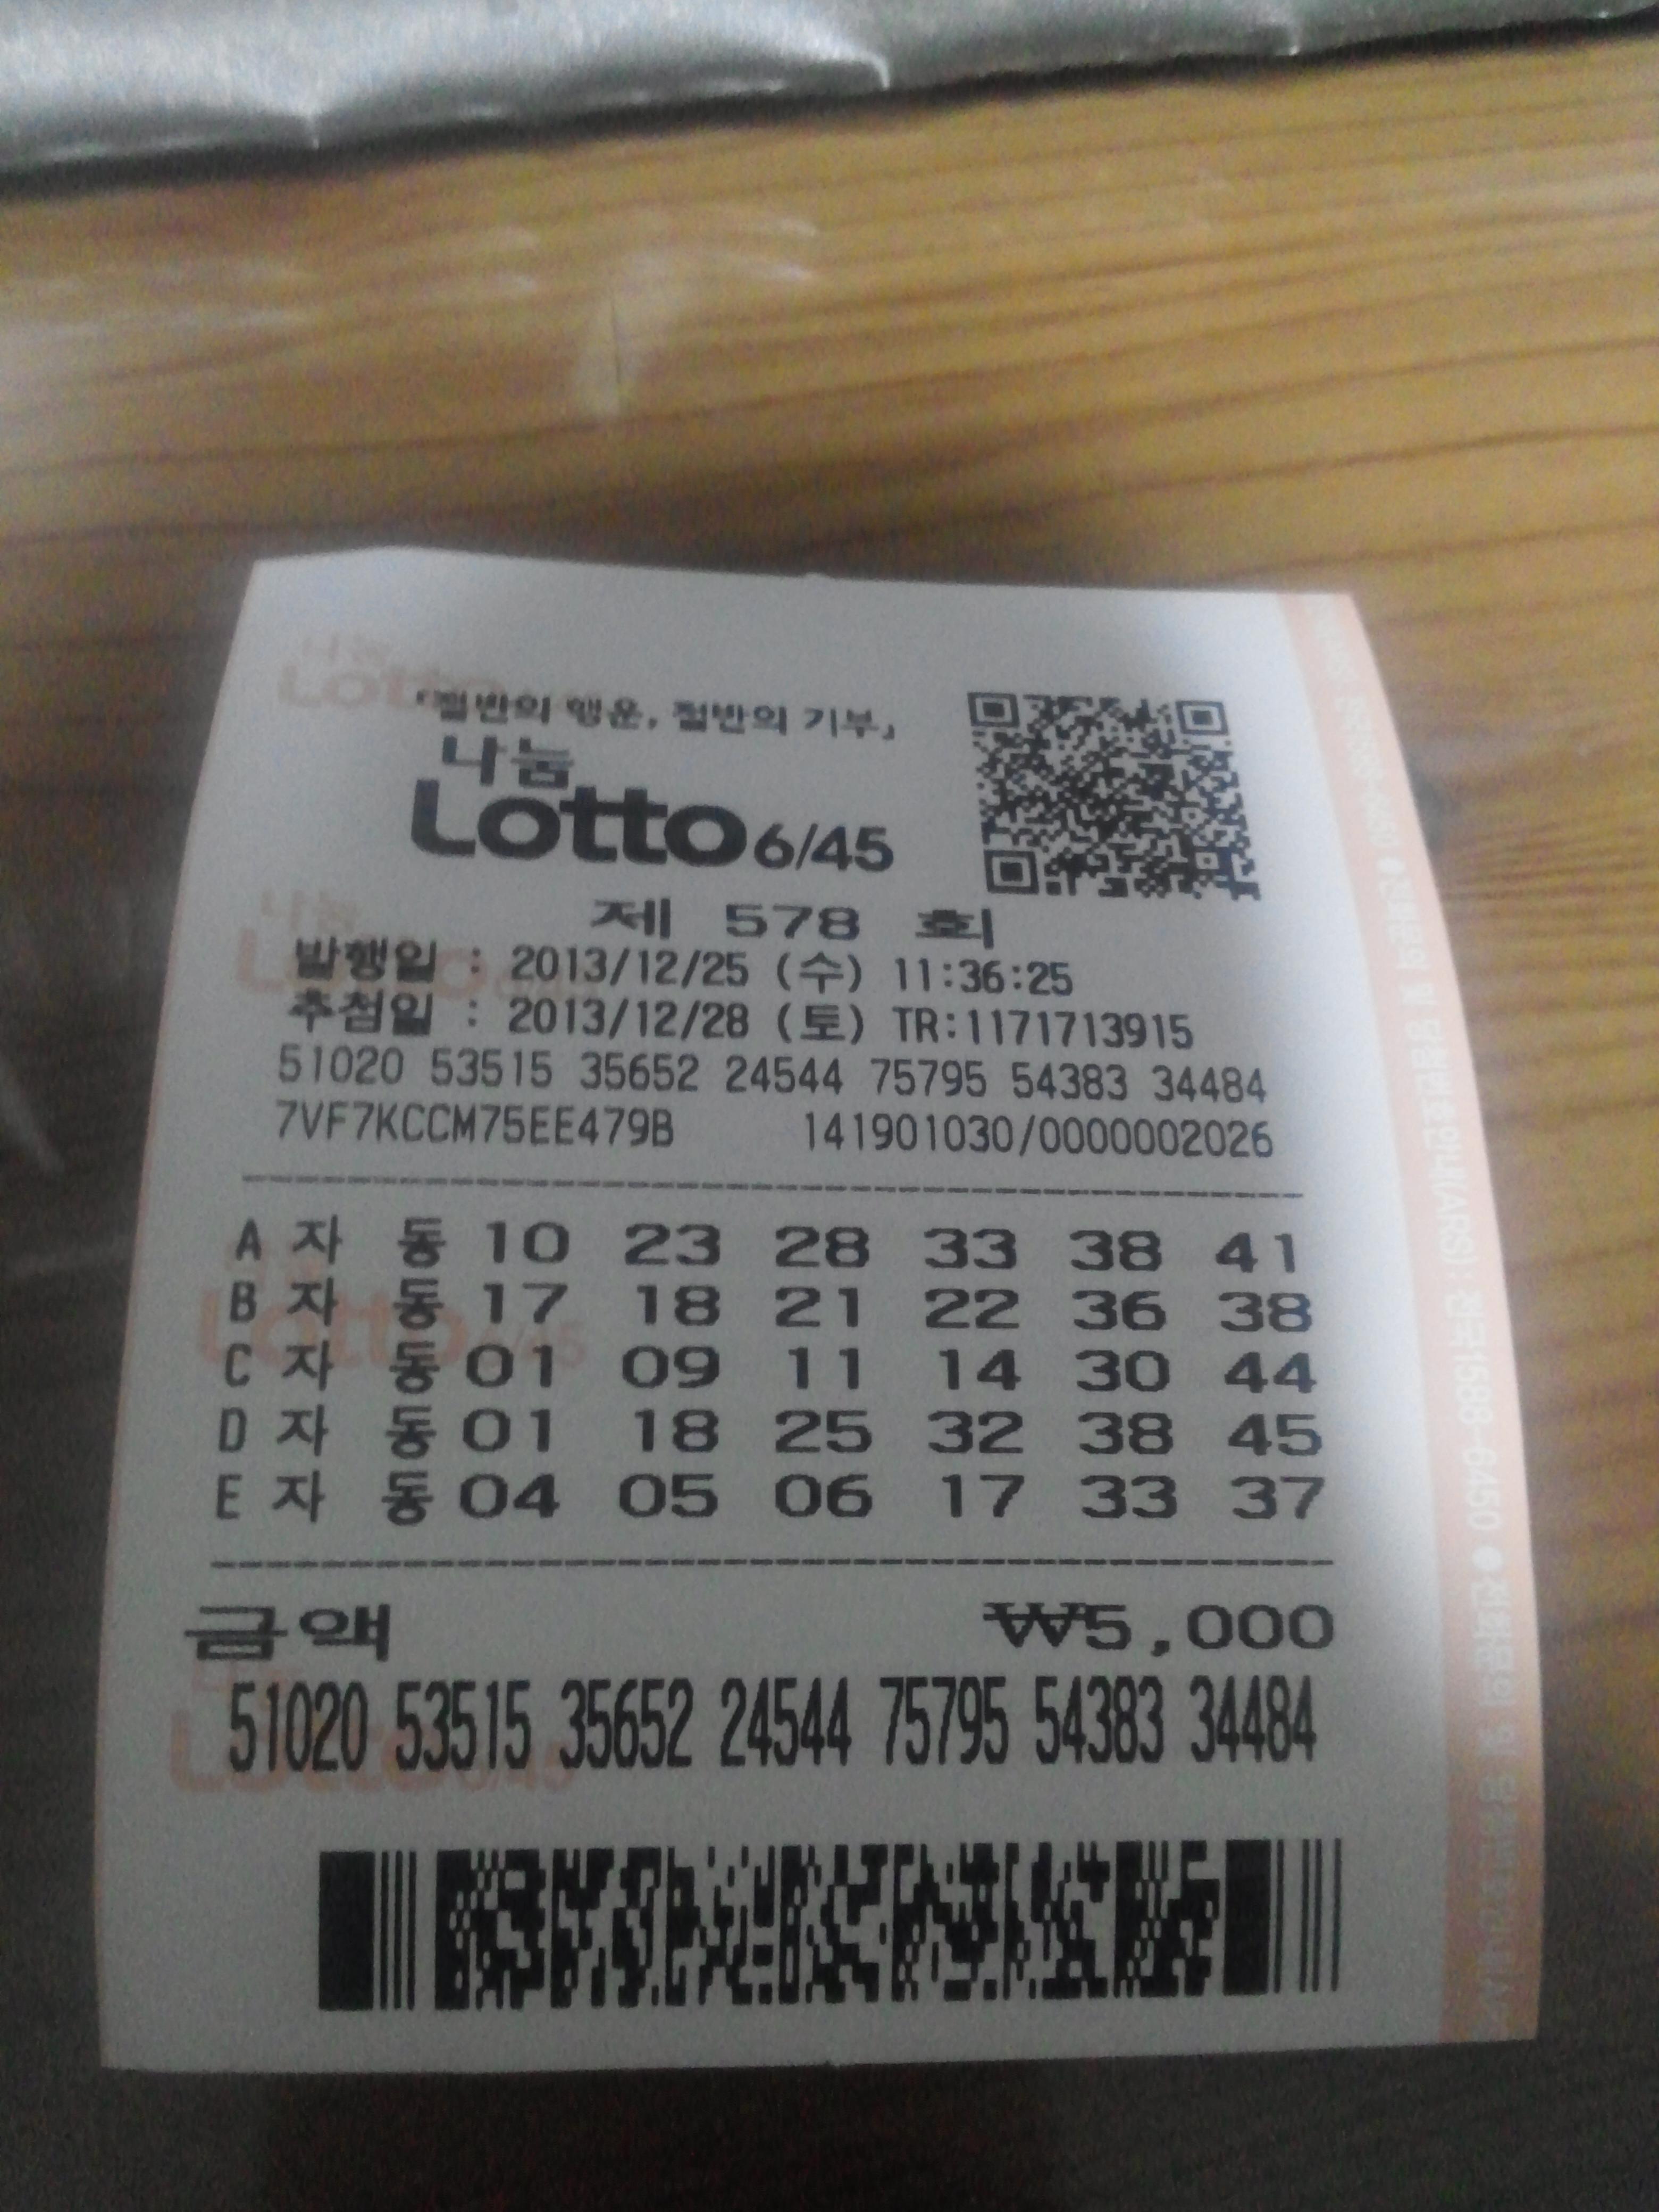 「절반의 행운, 절반의 기부」
나눔
Lotto 6/45
제 578 회
발행일 : 2013/12/25 (수) 11:36:25
추첨일 : 2013/12/28 (토) TR:1171713915
51020 53515 35652 24544 75795 54383 34484
7VF7KCCM75EE479B 141901030/0000002026
A 자 동 10 23 28 33 38 41
B 자 동 17 18 21 22 36 38
C 자 동 01 09 11 14 30 44
D 자 동 01 18 25 32 38 45
E 자 동 04 05 06 17 33 37
금액 ₩5,000
51020 53515 35652 24544 75795 54383 34484